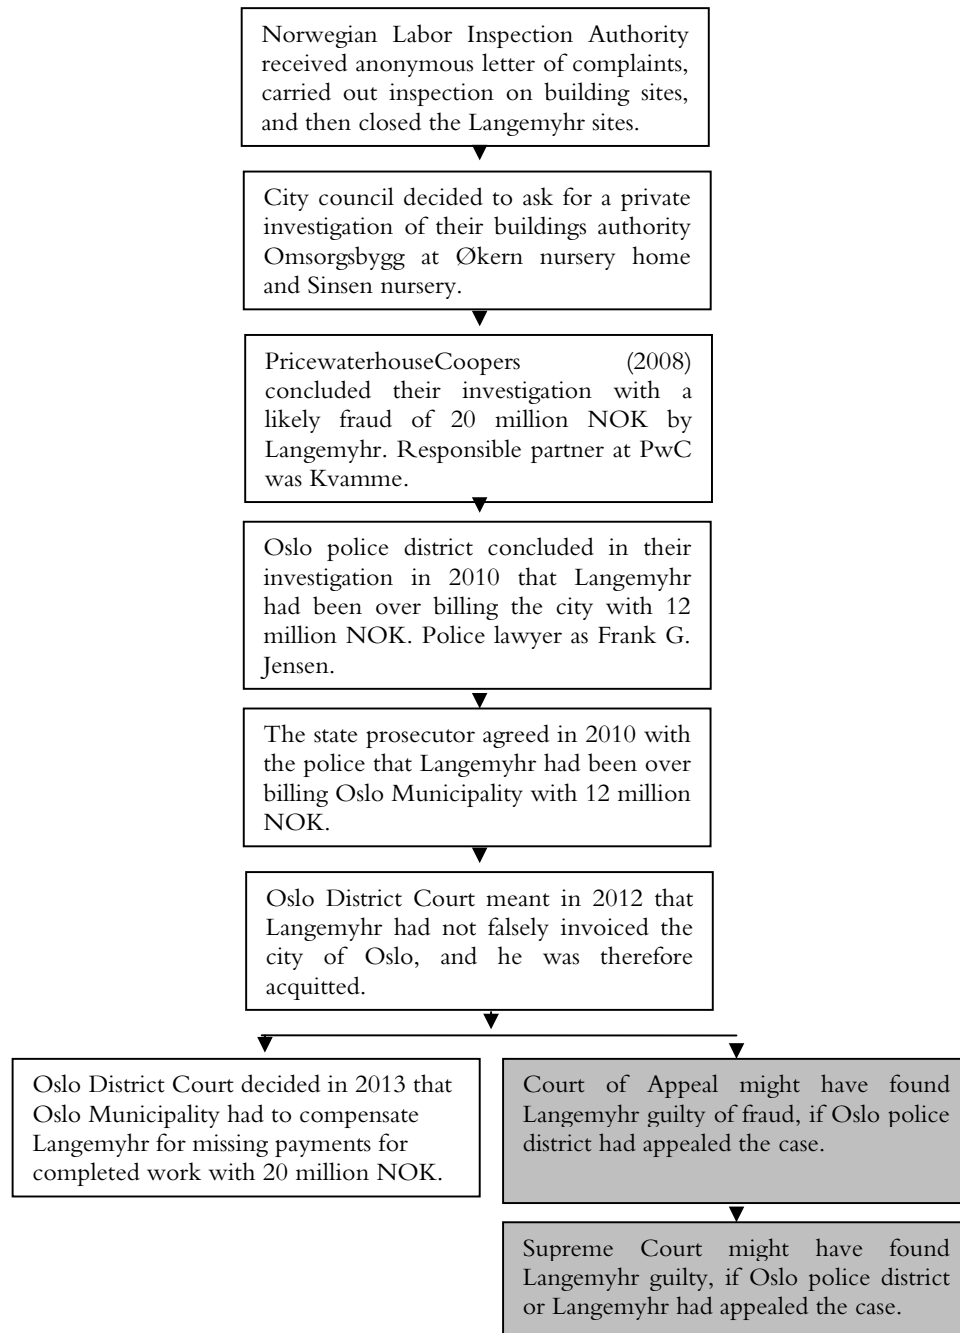 Norwegian Labor Inspection Authority
received anonymous letter of complaints,
carried out inspection on building sites,
and then closed the Langemyhr sites.
City council decided to ask for a private
investigation of their buildings authority
Omsorgsbygg at Økern nursery home
and Sinsen nursery.
PricewaterhouseCoopers (2008)
concluded their investigation with a
likely fraud of 20 million NOK by
Langemyhr. Responsible partner at PwC
was Kvamme.
Oslo police district concluded in their
investigation in 2010 that Langemyhr
had been over billing the city with 12
million NOK. Police lawyer as Frank G.
Jensen.
The state prosecutor agreed in 2010 with
the police that Langemyhr had been over
billing Oslo Municipality with 12 million
NOK.
Oslo District Court meant in 2012 that
Langemyhr had not falsely invoiced the
city of Oslo, and he was therefore
acquitted.
Oslo District Court decided in 2013 that
Oslo Municipality had to compensate
Langemyhr for missing payments for
completed work with 20 million NOK.
Court of Appeal might have found
Langemyhr guilty of fraud, if Oslo police
district had appealed the case.
Supreme Court might have found
Langemyhr guilty, if Oslo police district
or Langemyhr had appealed the case.